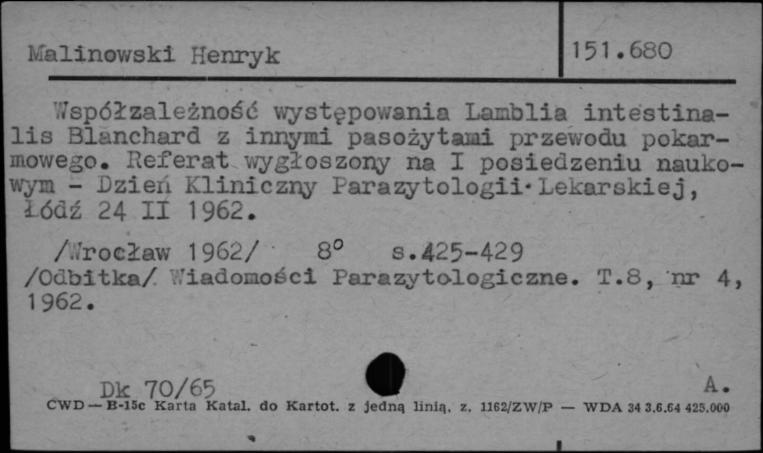 Malinowski Henryk 151.680
Współzależność występowania Lamblia intestina-
lis Blanchard z innymi pasożytami przewodu pokar-
mowego. Referat wygłoszony na I posiedzeniu nauko-
wym - Dzień Kliniczny Parazytologii Lekarskiej,
Łódź 24 II 1962.
/Wrocław 1962/ 8° s.425-429
/Odbitka/ Wiadomości Parazytologiczne. T.8, nr 4,
1962.
Dk 70/65 A.
CWD — B-15c Karta Katal. do Kartot. z jedną linią, z. 1162/ZW/P — WDA 34 3.6.64 425.000